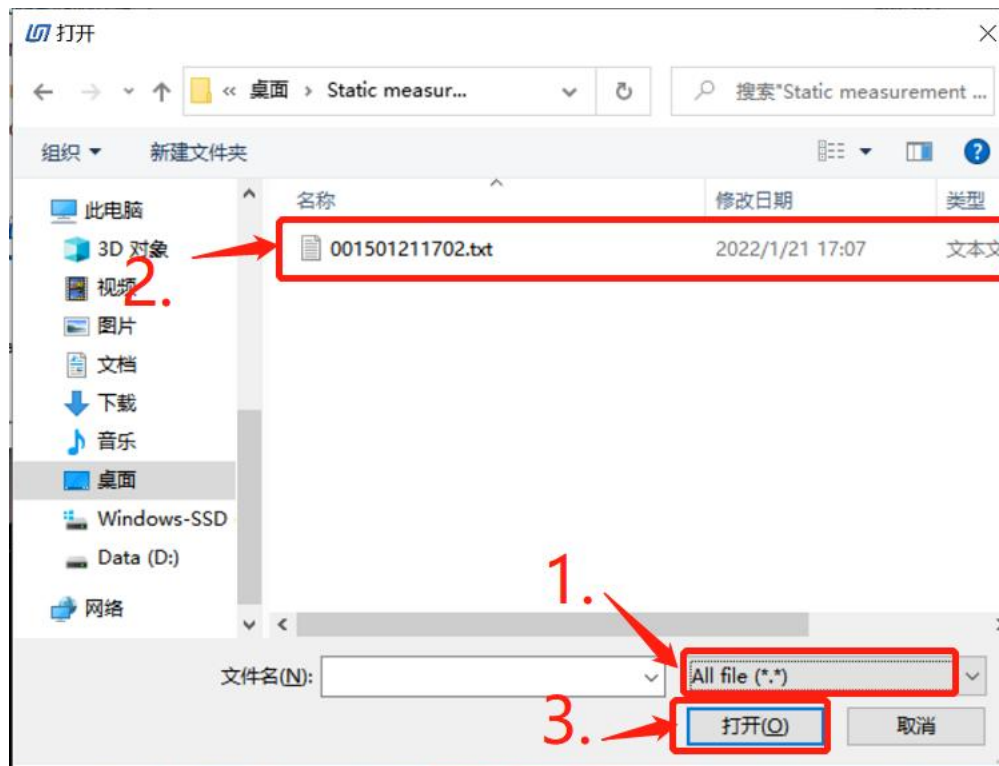 打开
« 桌面 › Static measur...
搜索"Static measurement ...
组织
新建文件夹
名称
修改日期
类型
001501211702.txt
2022/1/21 17:07
文本文
此电脑
3D 对象
2.
视频
图片
文档
下载
音乐
桌面
Windows-SSD
Data (D:)
网络
1.
文件名(N):
All file (*.*)
3.
打开(O)
取消